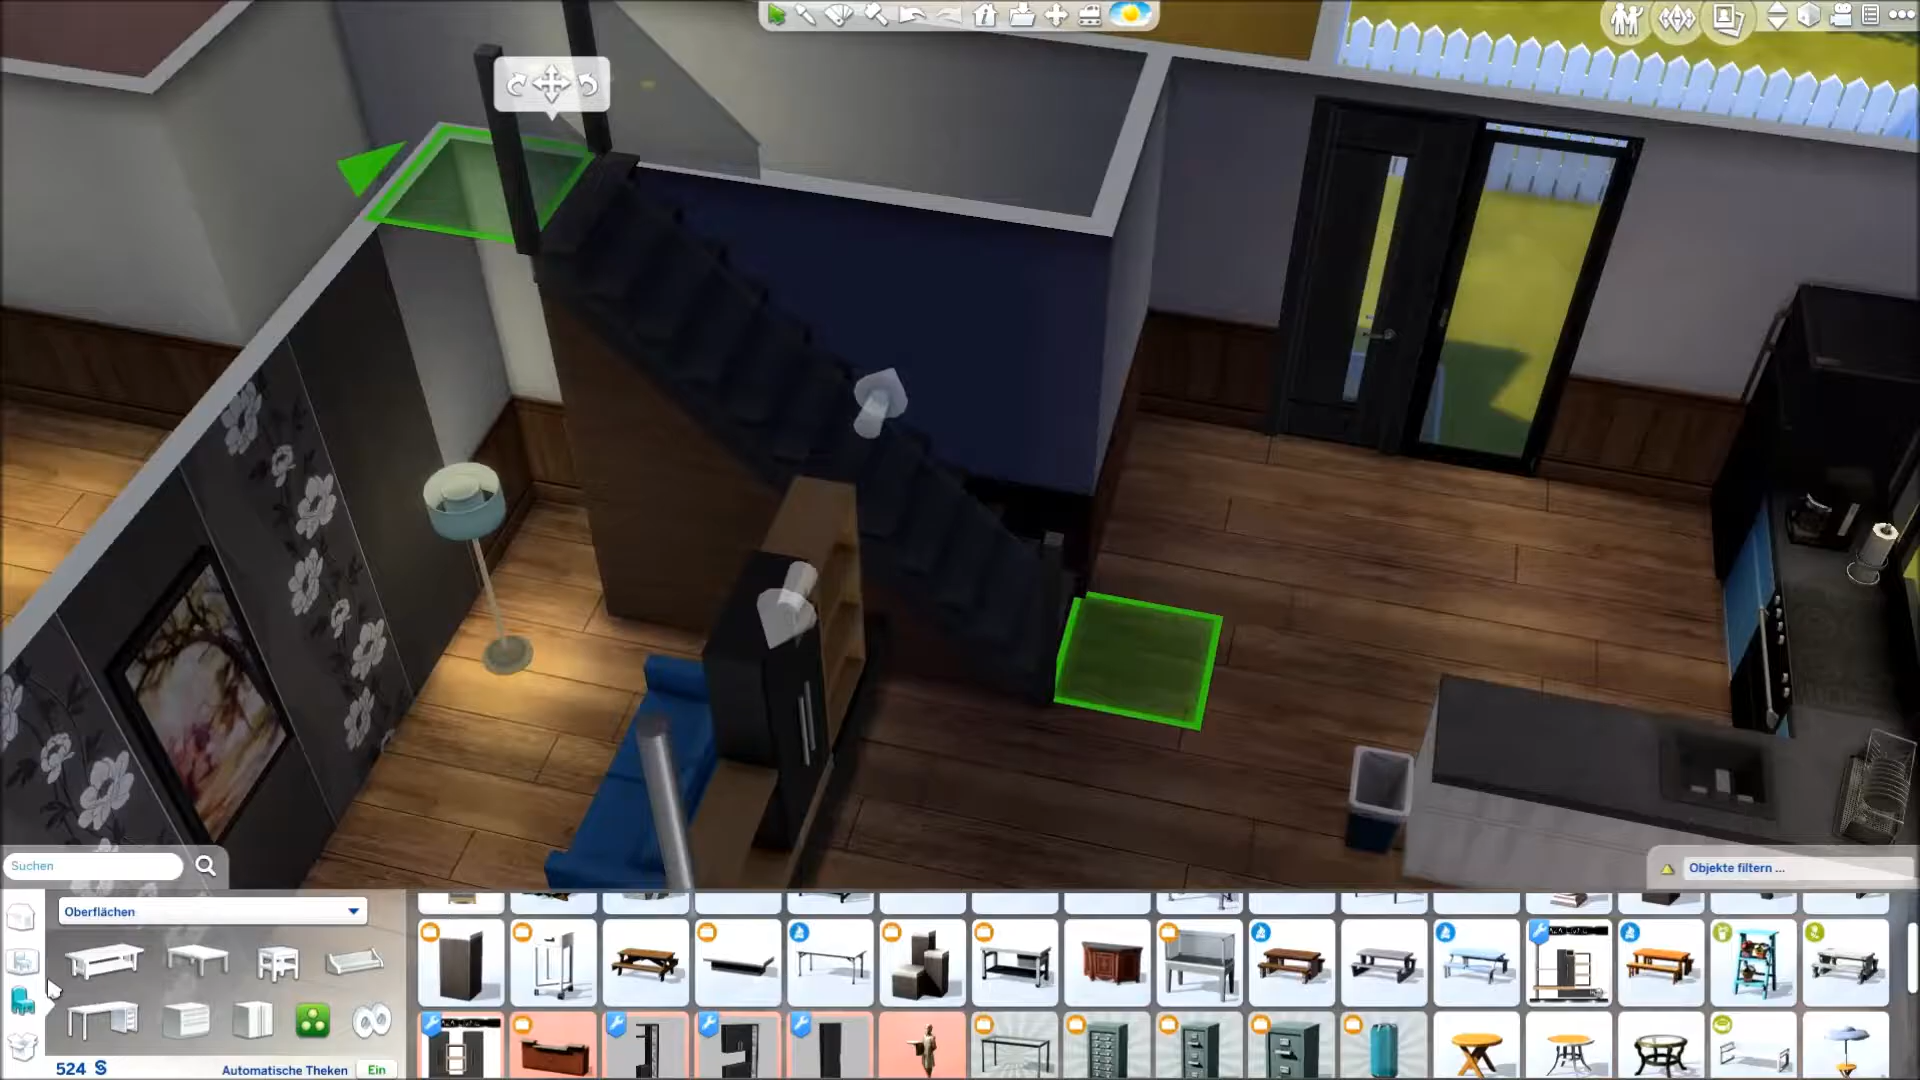 Suchen
Objekte filtern ...
Oberflächen
524 $
Automatische Theken
Ein